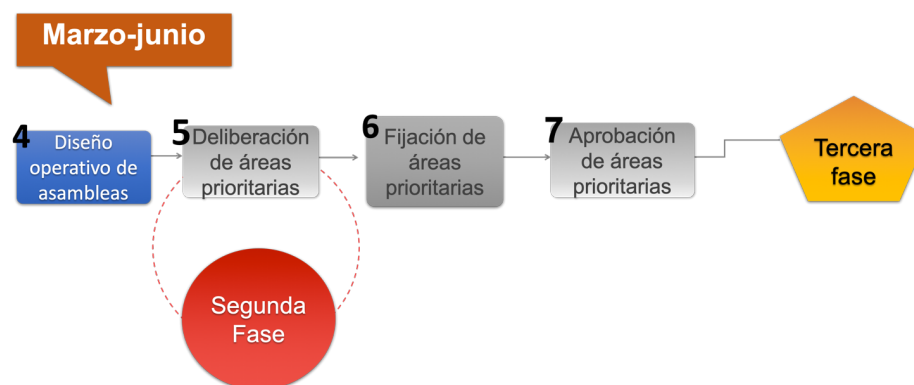 Marzo-junio
4
Diseño
operativo de
asambleas
5
Deliberación
de áreas
prioritarias
6
Fijación de
áreas
prioritarias
7
Aprobación
de áreas
prioritarias
Tercera
fase
Segunda
Fase